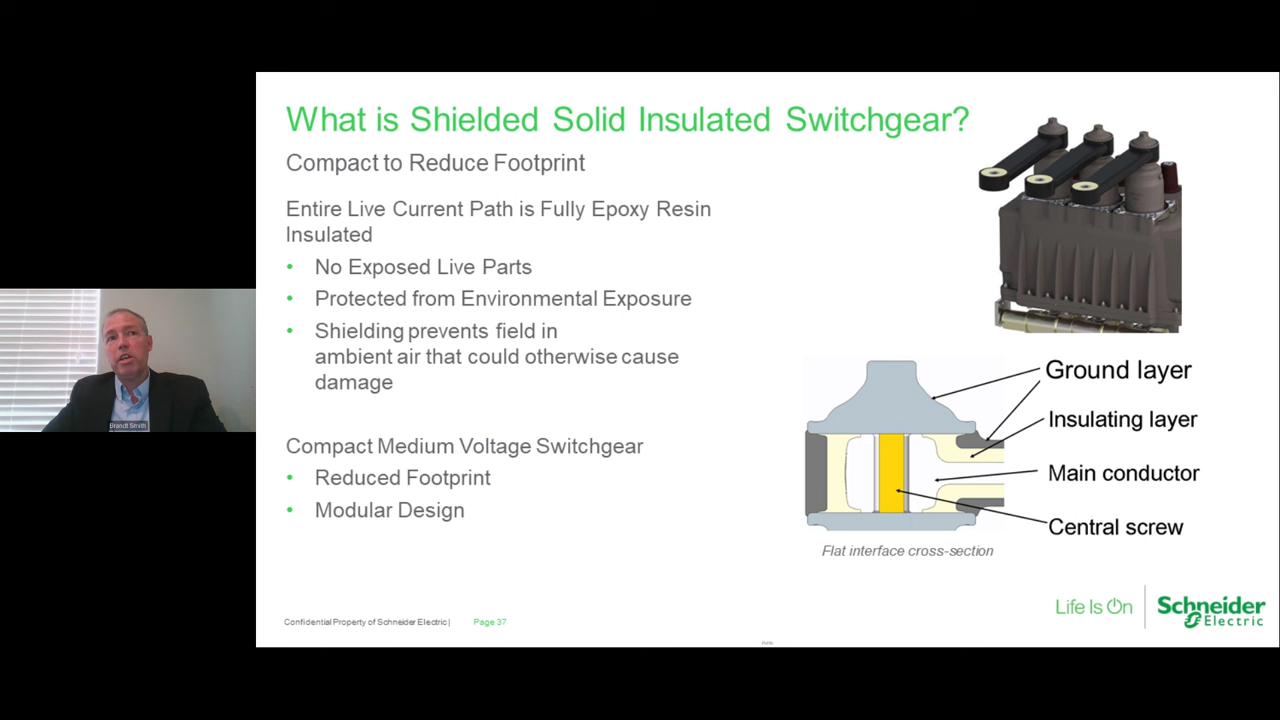 What is Shielded Solid Insulated Switchgear?
Compact to Reduce Footprint
Entire Live Current Path is Fully Epoxy Resin
Insulated
• No Exposed Live Parts
• Protected from Environmental Exposure
• Shielding prevents field in
ambient air that could otherwise cause
damage
Compact Medium Voltage Switchgear
• Reduced Footprint
• Modular Design
Ground layer
Insulating layer
Main conductor
Central screw
Flat interface cross-section
Brandt Smith
Confidential Property of Schneider Electric |
Page 37
Life Is On
Schneider
Electric
Public